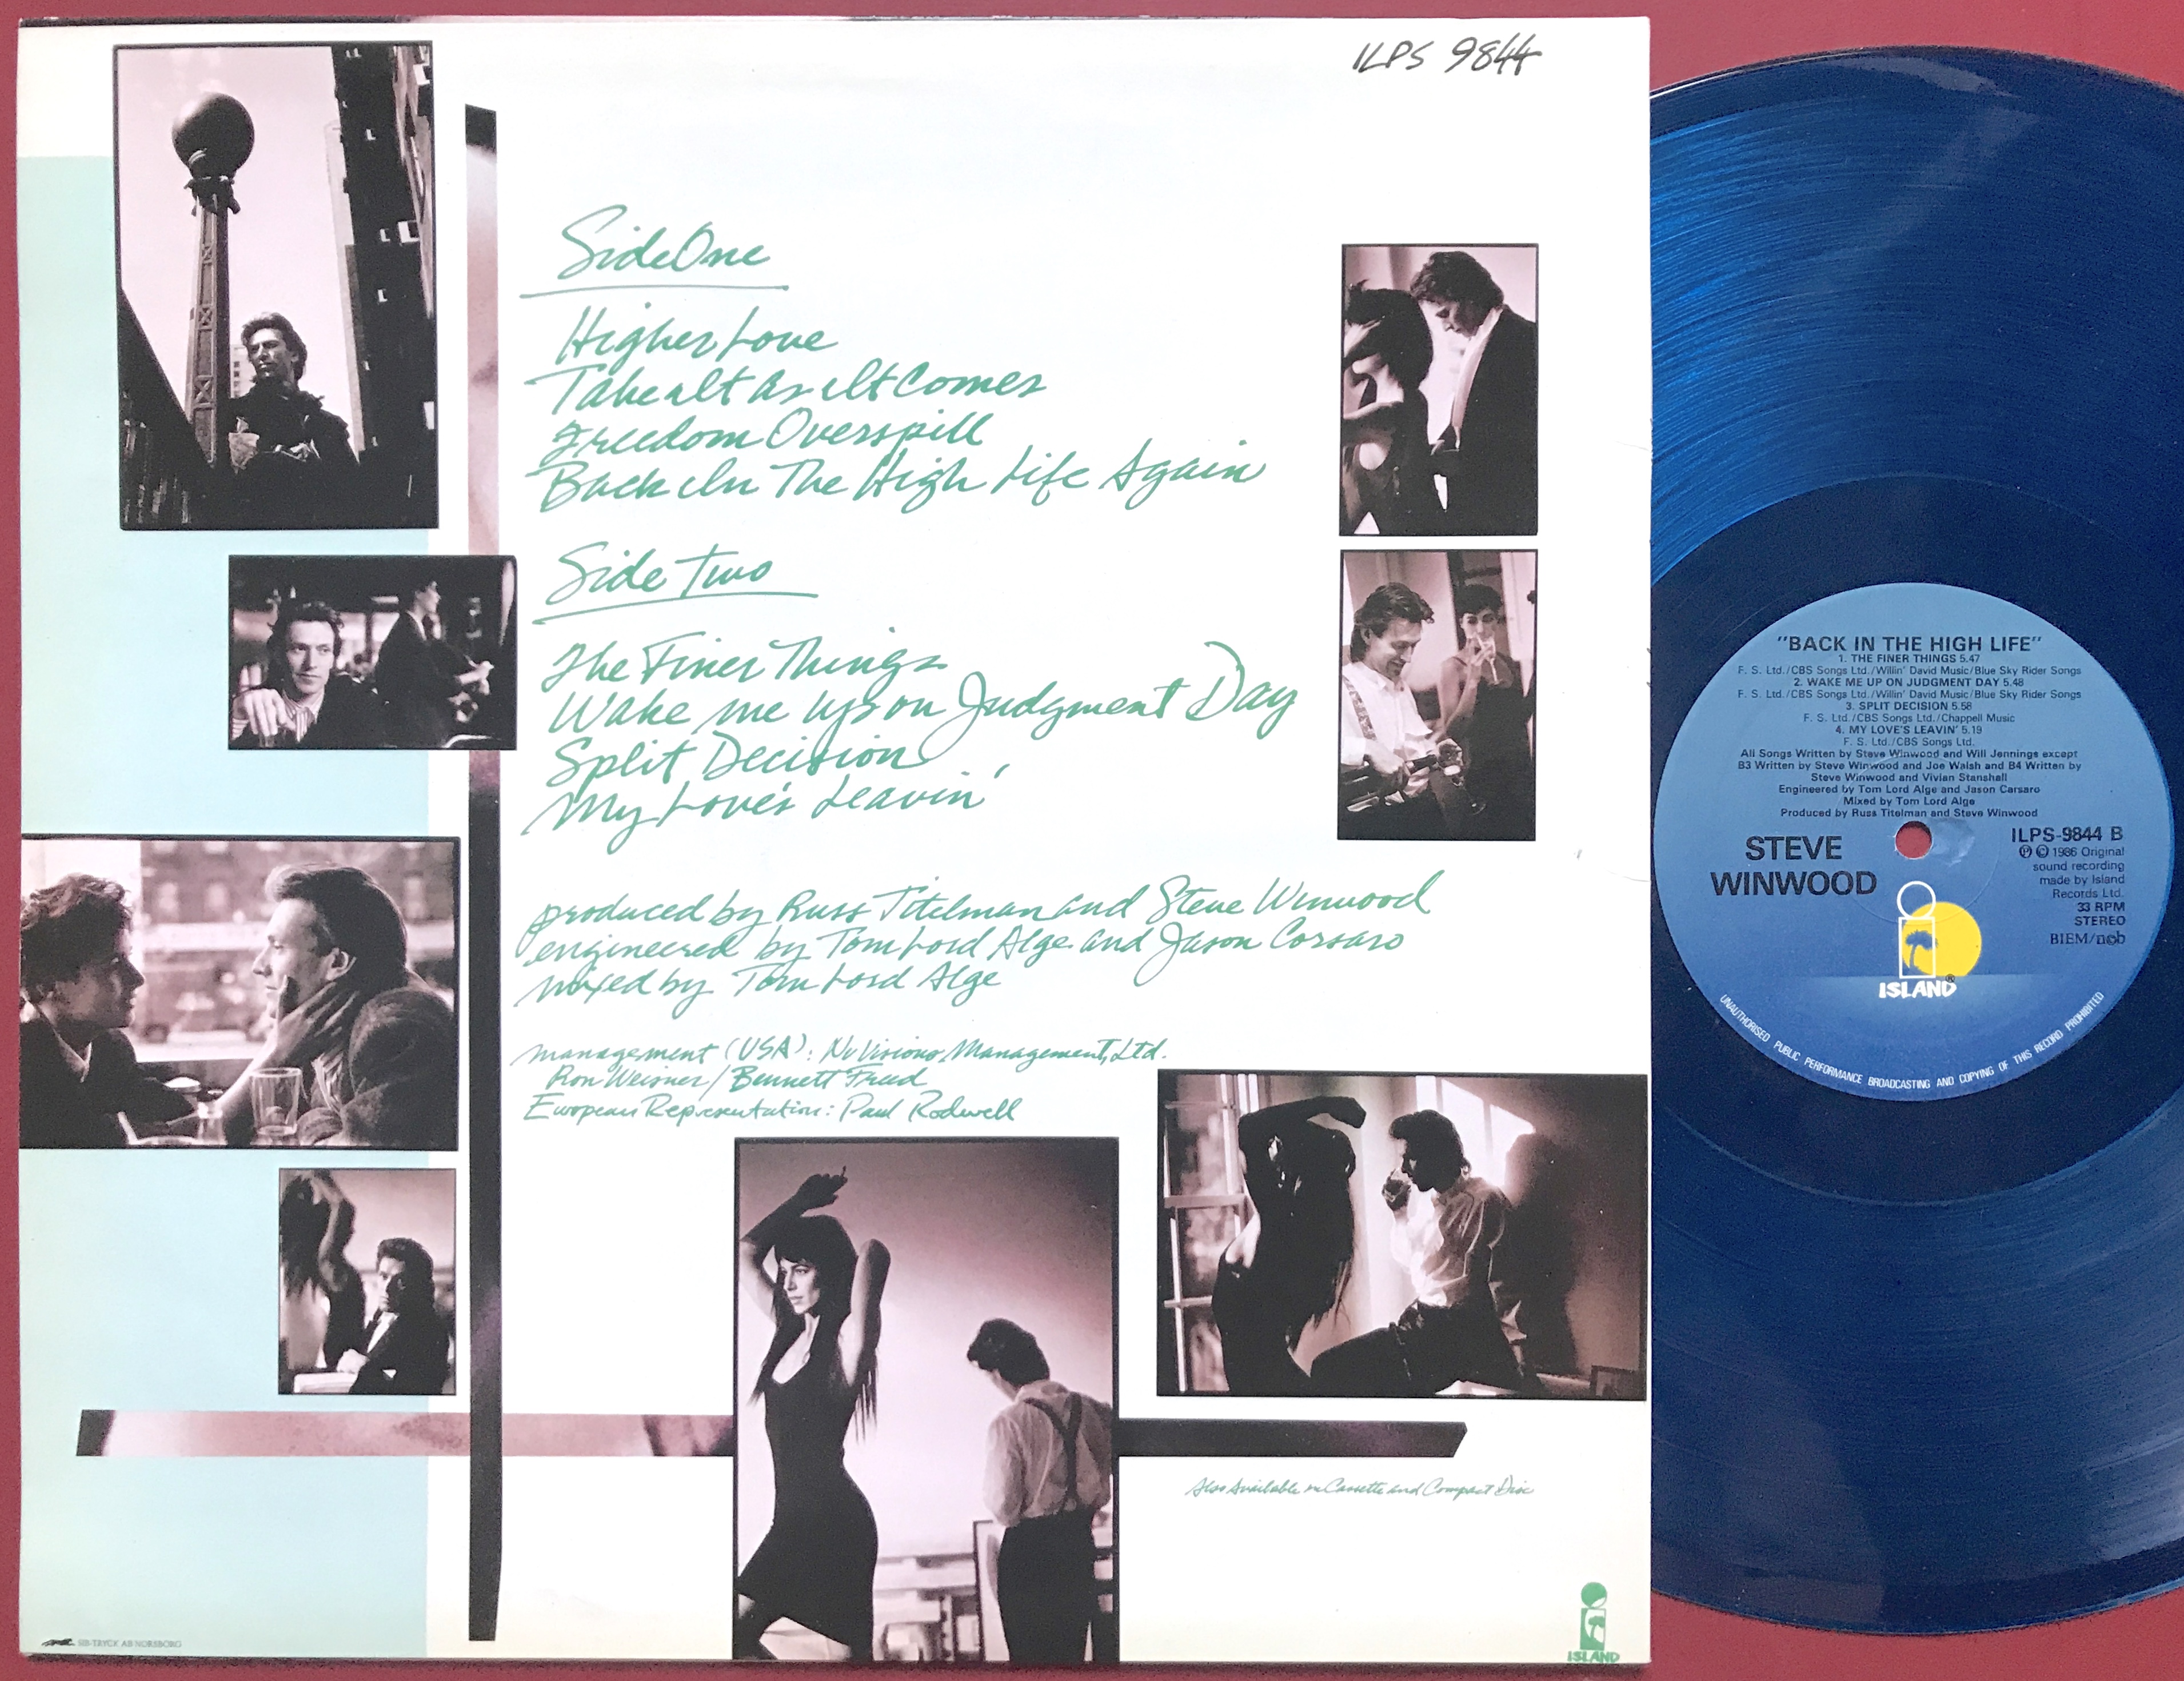 ILPS 9844
Side One
Higher Love
Take It As It Comes
Freedom Overspill
Back In The High Life Again
Side Two
The Finer Things
Wake me Up on Judgment Day
Split Decision
My Love's Leavin'
produced by Russ Titelman and Steve Winwood
engineered by Tom Lord Alge and Jason Corsaro
mixed by Tom Lord Alge
management (USA): Nu Visions Management, Ltd.
Ron Weisner/Bennett Freed
European Representation: Paul Rodwell
Also Available on Cassette and Compact Disc
ISLAND
SIB-TRYCK AB NORSBORG
"BACK IN THE HIGH LIFE"
1. THE FINER THINGS 5.47
F. S. Ltd./CBS Songs Ltd./Willin' David Music/Blue Sky Rider Songs
2. WAKE ME UP ON JUDGMENT DAY 5.48
F. S. Ltd./CBS Songs Ltd./Willin' David Music/Blue Sky Rider Songs
3. SPLIT DECISION 5.58
F. S. Ltd./CBS Songs Ltd./Chappell Music
4. MY LOVE'S LEAVIN' 5.19
F. S. Ltd./CBS Songs Ltd.
All Songs Written by Steve Winwood and Will Jennings except
B3 Written by Steve Winwood and Joe Walsh and B4 Written by
Steve Winwood and Vivian Stanshall
Engineered by Tom Lord Alge and Jason Carsaro
Mixed by Tom Lord Alge
Produced by Russ Titelman and Steve Winwood
STEVE
WINWOOD
ILPS-9844 B
℗ © 1986 Original
sound recording
made by Island
Records Ltd.
33 RPM
STEREO
BIEM/n©b
ISLAND®
UNAUTHORISED PUBLIC PERFORMANCE BROADCASTING AND COPYING OF THIS RECORD PROHIBITED